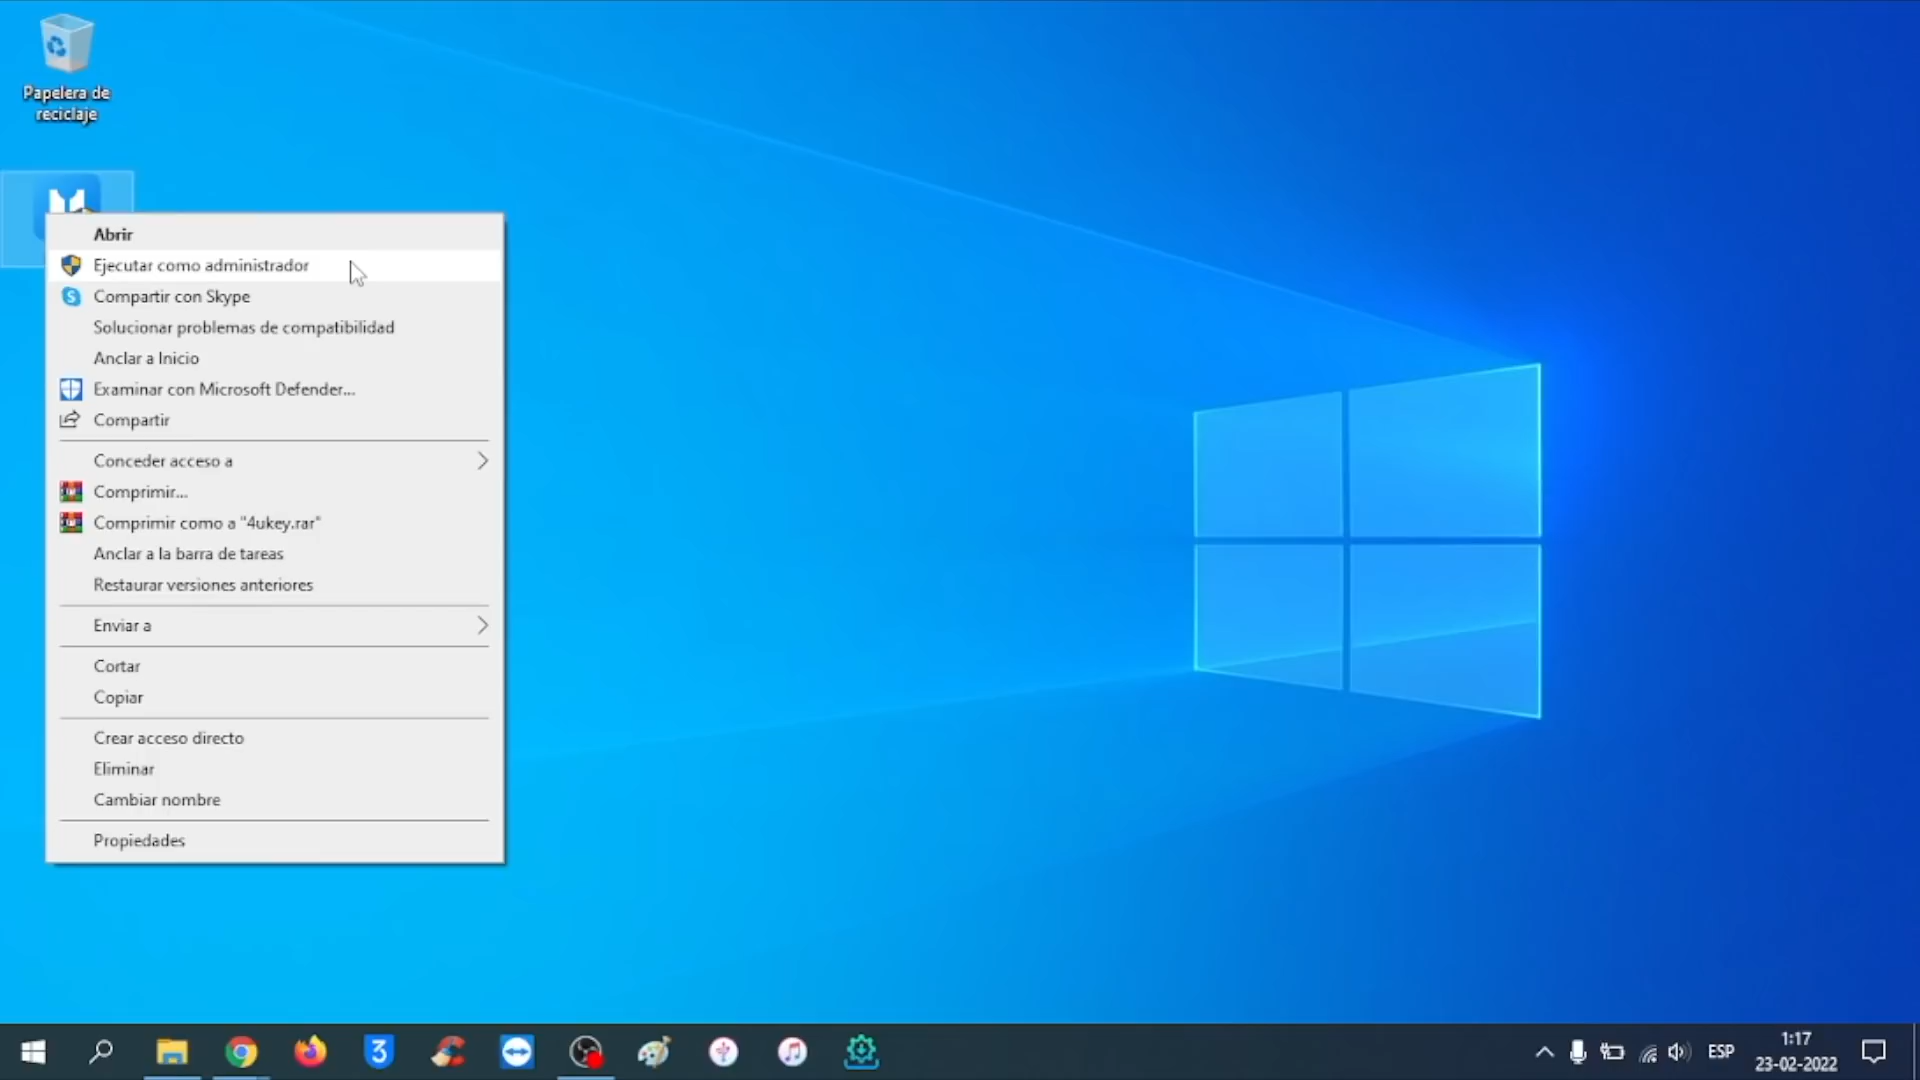 Papelera de
reciclaje
Abrir
Ejecutar como administrador
Compartir con Skype
Solucionar problemas de compatibilidad
Anclar a Inicio
Examinar con Microsoft Defender...
Compartir
Conceder acceso a
Comprimir...
Comprimir como a "4ukey.rar"
Anclar a la barra de tareas
Restaurar versiones anteriores
Enviar a
Cortar
Copiar
Crear acceso directo
Eliminar
Cambiar nombre
Propiedades
3
ESP
1:17
23-02-2022